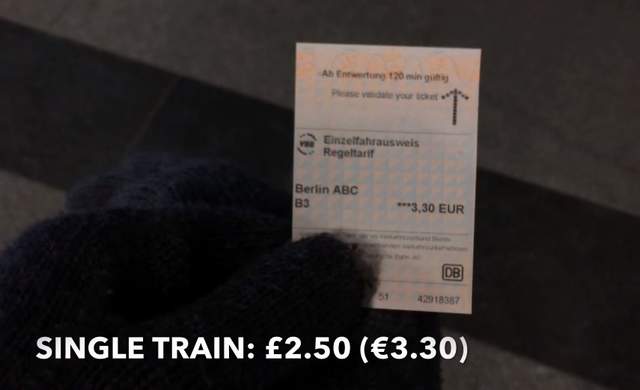 Ab Entwertung 120 min gültig
Please validate your ticket
VBB Einzelfahrausweis
Regeltarif
Berlin ABC
B3 ***3,30 EUR
DB
51 42918387
SINGLE TRAIN: £2.50 (€3.30)